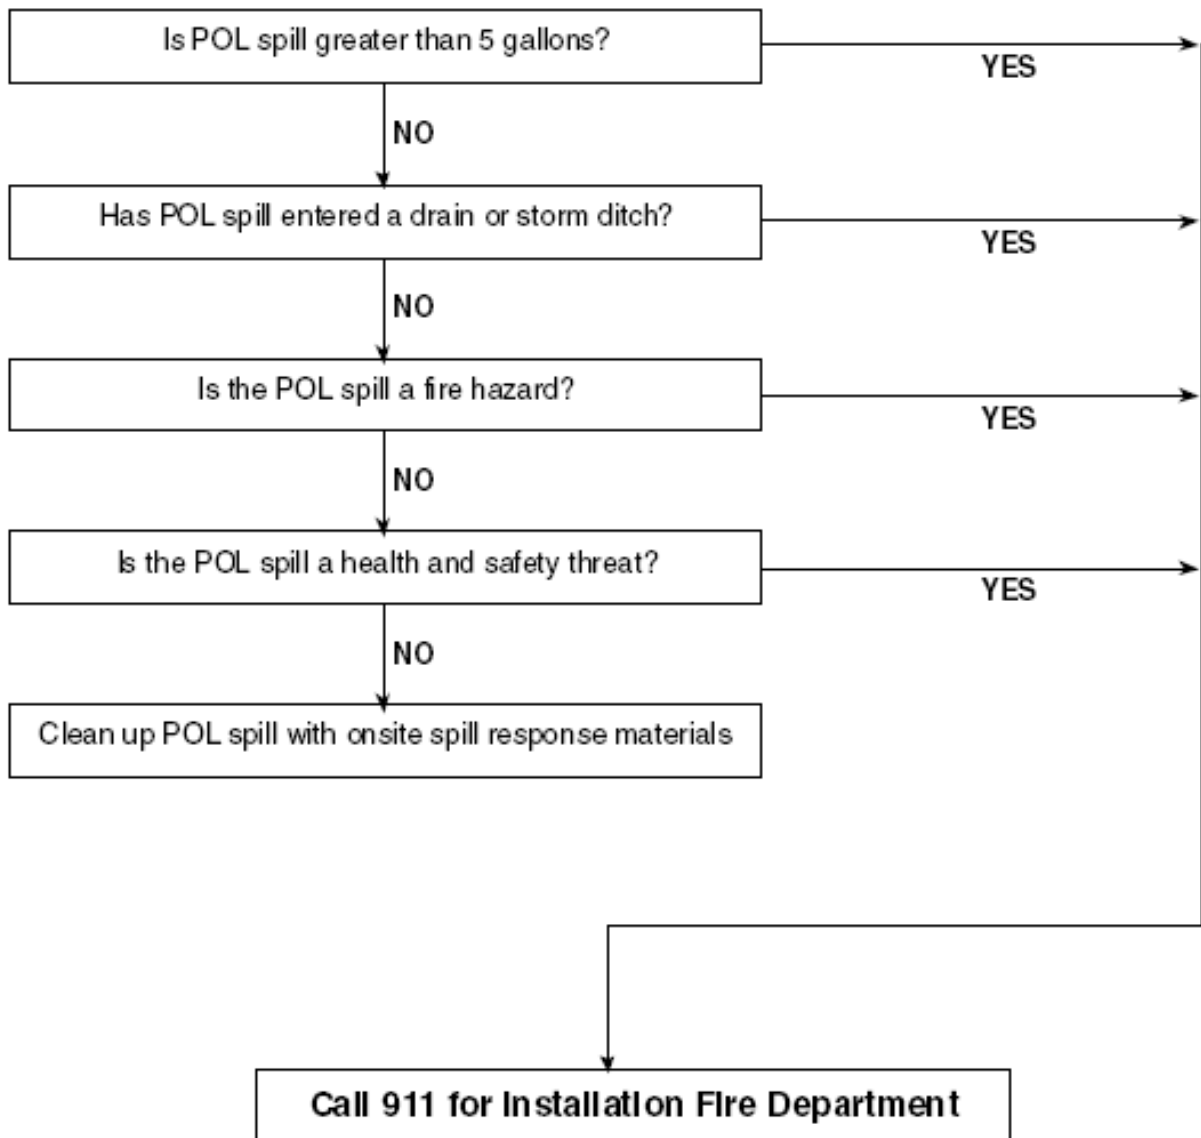 Is POL spill greater than 5 gallons?
YES
NO
Has POL spill entered a drain or storm ditch?
YES
NO
Is the POL spill a fire hazard?
YES
NO
Is the POL spill a health and safety threat?
YES
NO
Clean up POL spill with onsite spill response materials
Call 911 for Installation Fire Department